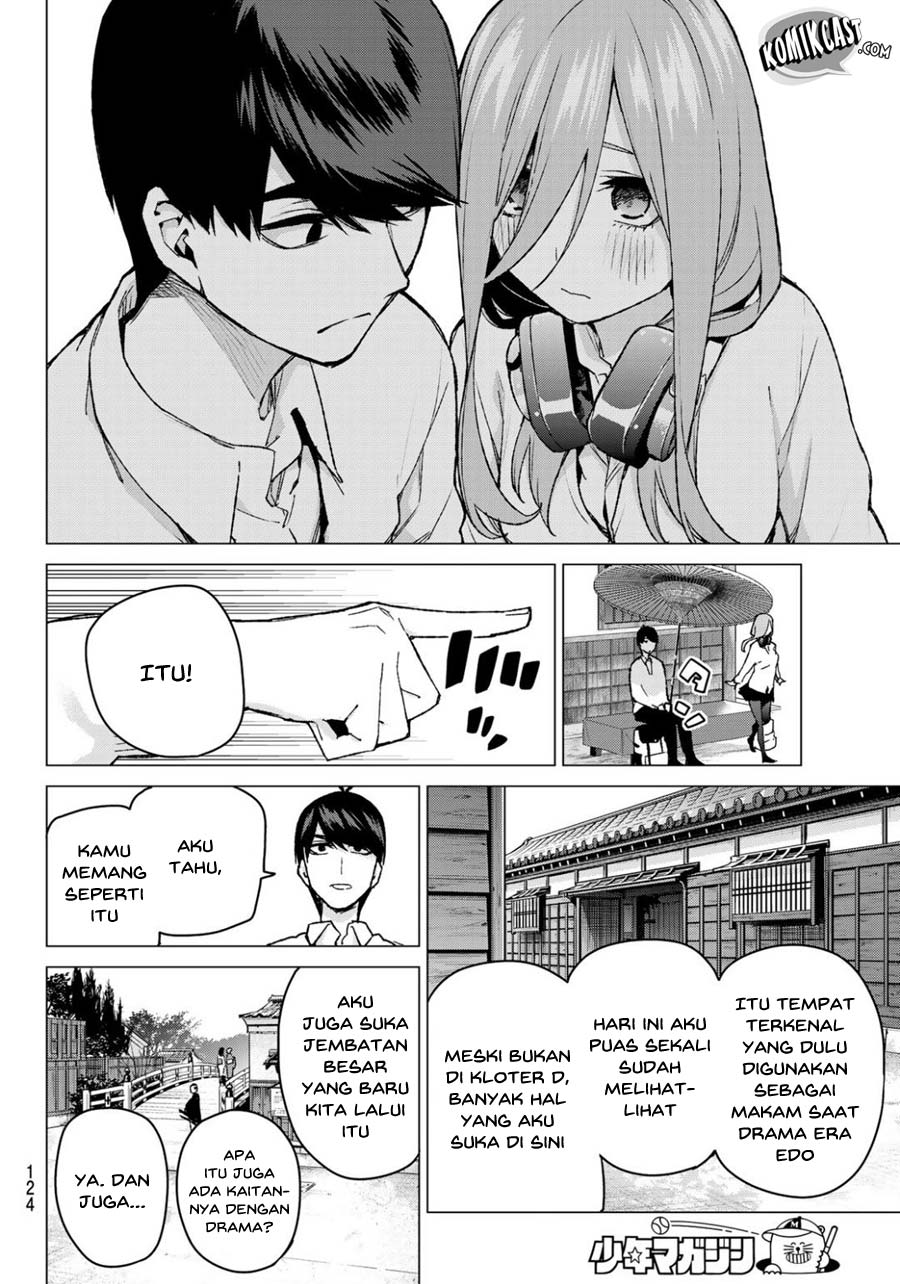 KOMIKCAST
.COM
タン
ITU!
ITU TEMPAT
TERKENAL
YANG DULU
DIGUNAKAN
SEBAGAI
MAKAM SAAT
DRAMA ERA
EDO
HARI INI AKU
PUAS SEKALI
SUDAH
MELIHAT-
LIHAT
MESKI BUKAN
DI KLOTER D,
BANYAK HAL
YANG AKU
SUKA DI SINI
AKU
TAHU,
KAMU
MEMANG
SEPERTI
ITU
AKU
JUGA SUKA
JEMBATAN
BESAR
YANG BARU
KITA LALUI
ITU
APA
ITU JUGA
ADA KAITAN-
NYA DENGAN
DRAMA?
YA. DAN
JUGA...
124
少年マガジン
M